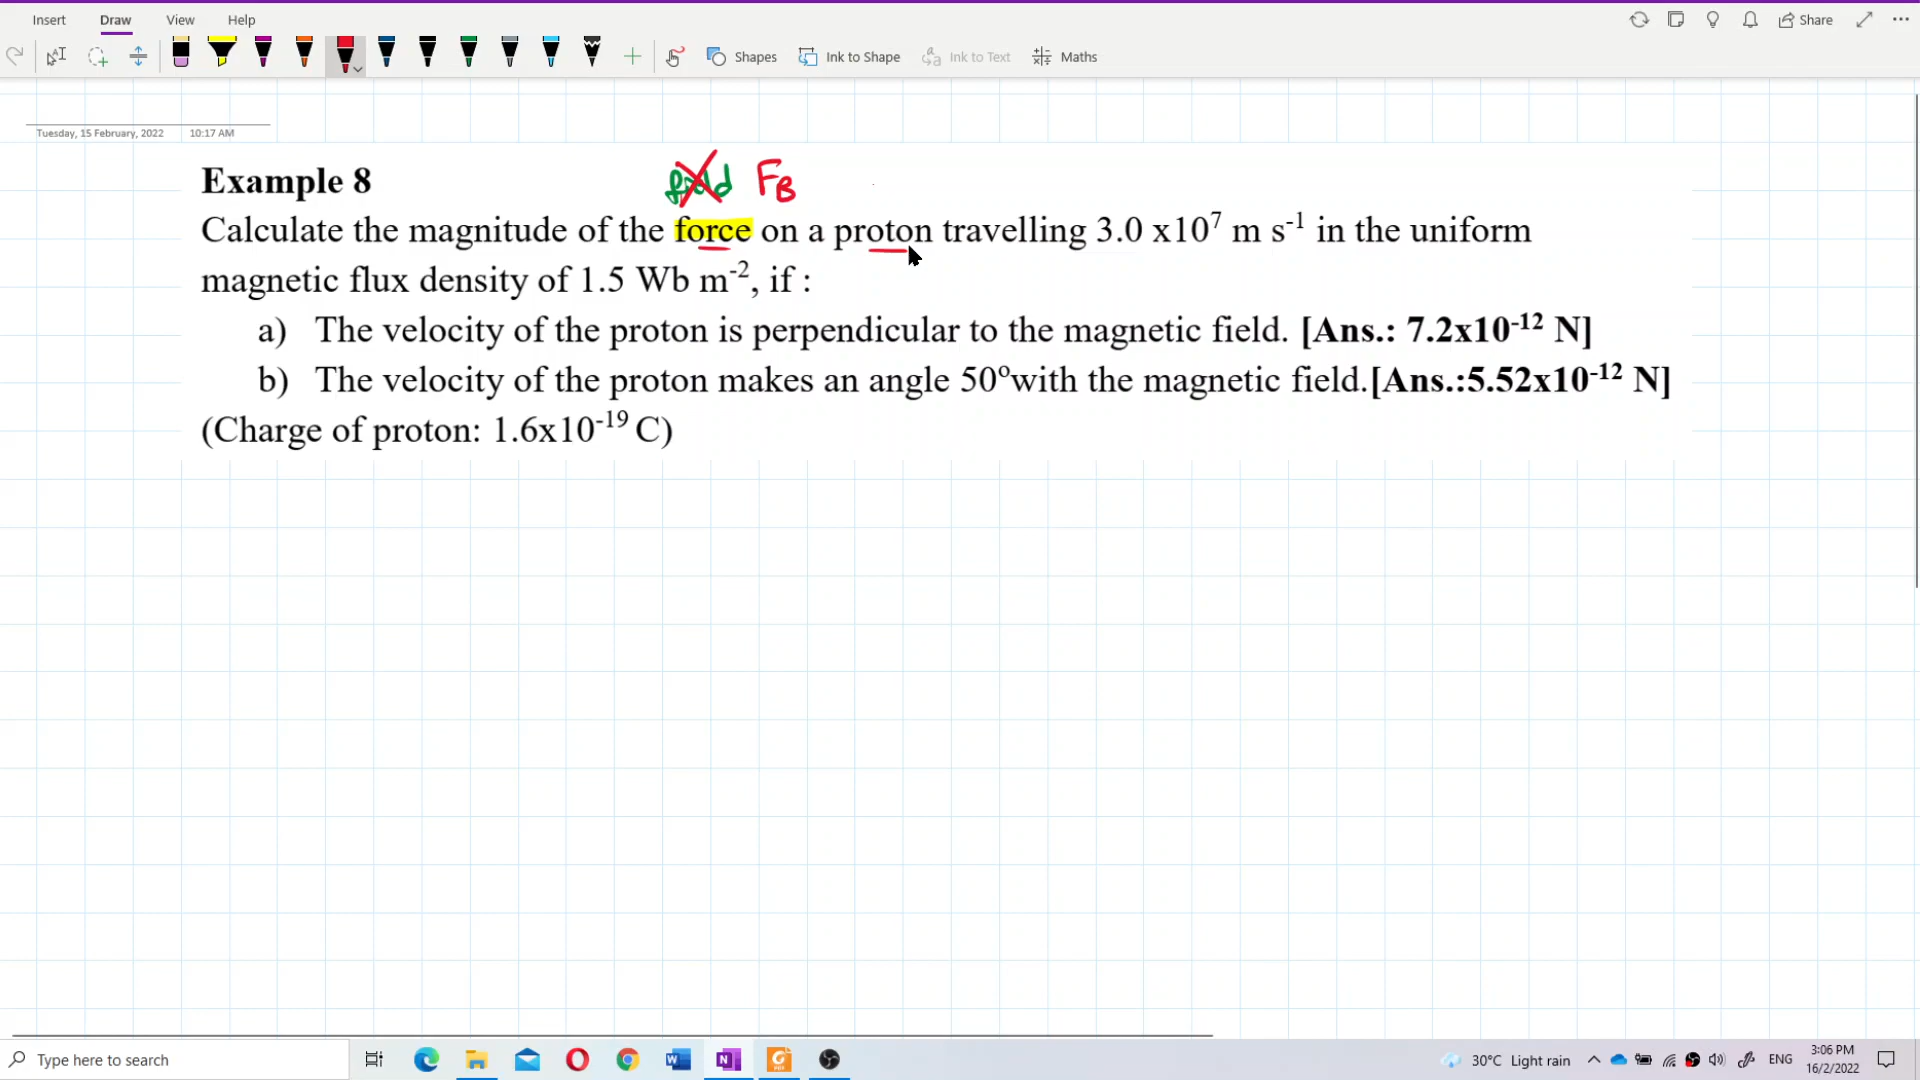 Insert Draw View Help
Share
Shapes Ink to Shape Ink to Text Maths
Tuesday, 15 February, 2022 10:17 AM
Example 8 F_B
Calculate the magnitude of the force on a proton travelling 3.0 x10⁷ m s⁻¹ in the uniform
magnetic flux density of 1.5 Wb m⁻², if :
a) The velocity of the proton is perpendicular to the magnetic field. [Ans.: 7.2x10⁻¹² N]
b) The velocity of the proton makes an angle 50ºwith the magnetic field.[Ans.:5.52x10⁻¹² N]
(Charge of proton: 1.6x10⁻¹⁹ C)
Type here to search
30°C Light rain
ENG
3:06 PM
16/2/2022